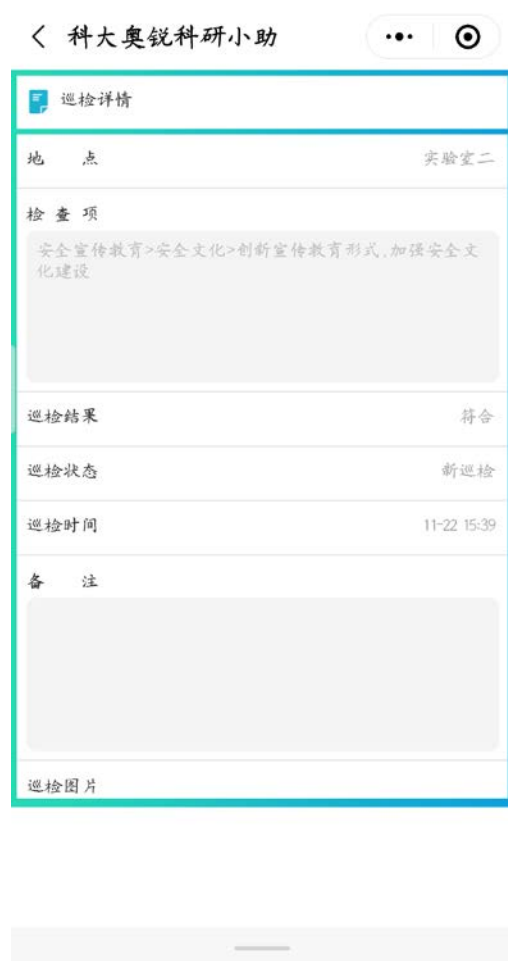 科大奥锐科研小助
巡检详情
地 点 实验室二
检 查 项
安全宣传教育>安全文化>创新宣传教育形式,加强安全文
化建设
巡检结果 符合
巡检状态 新巡检
巡检时间 11-22 15:39
备 注
巡检图片